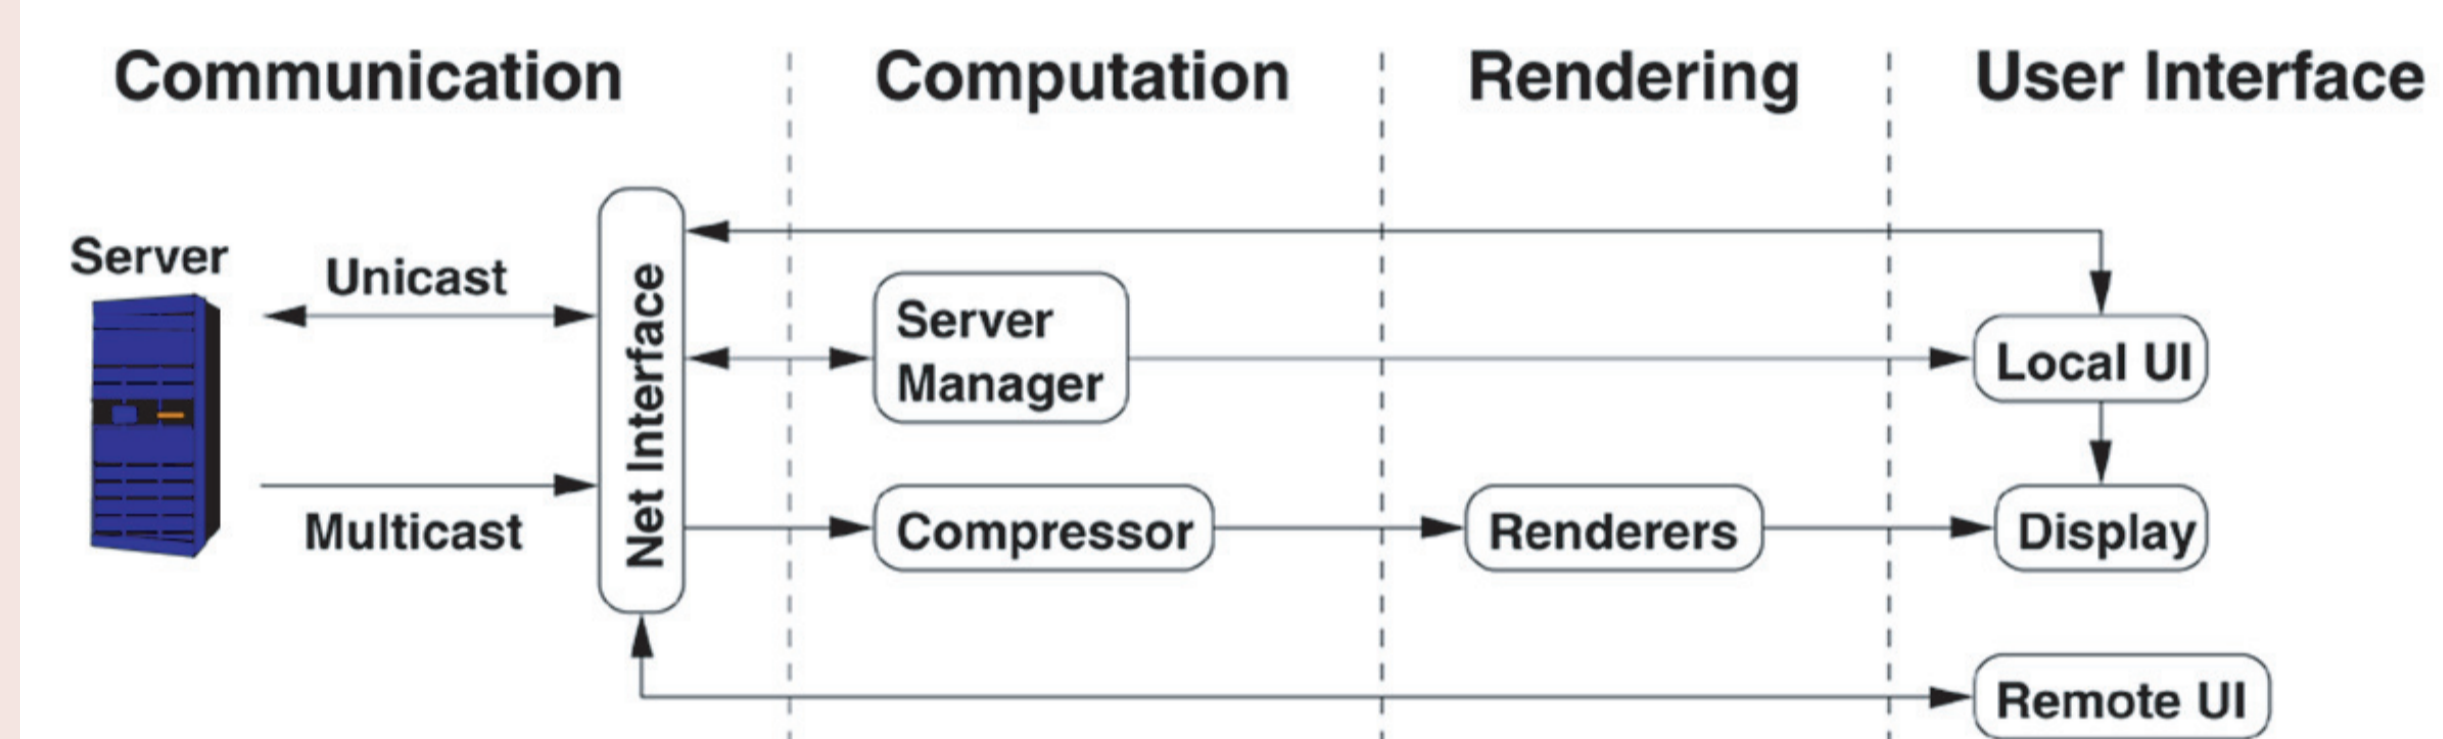 Communication
Computation
Rendering
User Interface
Server
Unicast
Multicast
Net Interface
Server
Manager
Compressor
Renderers
Local UI
Display
Remote UI